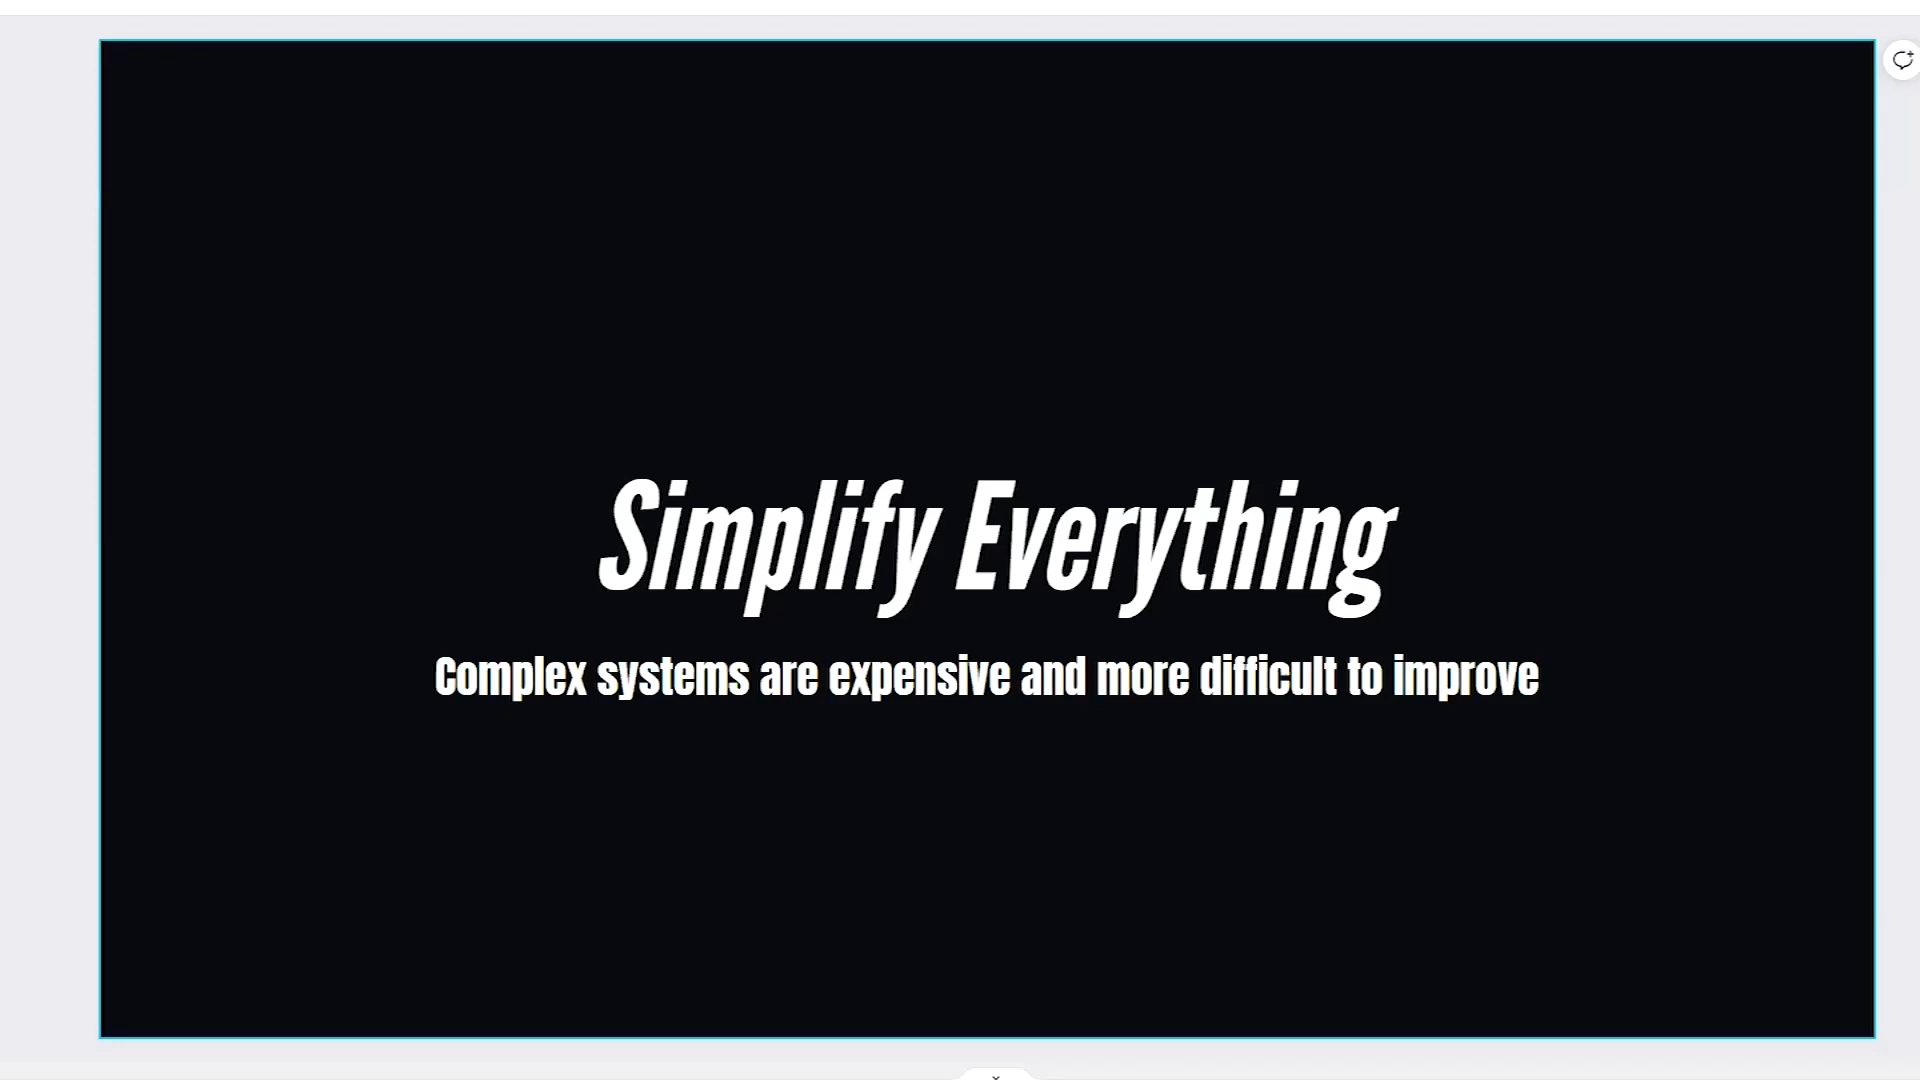 Simplify Everything
Complex systems are expensive and more difficult to improve